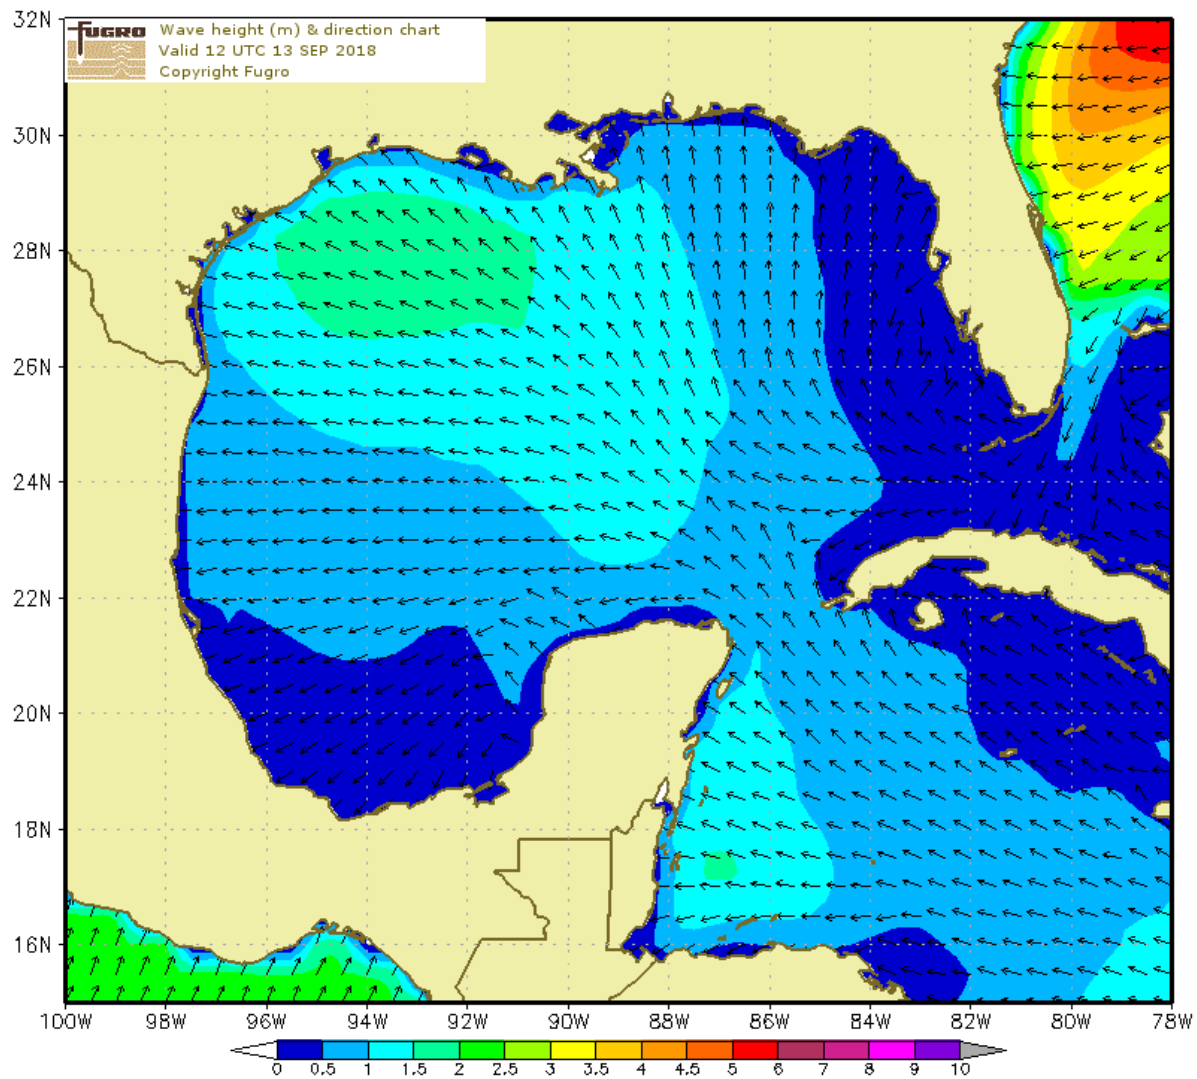 32N
FUGRO
Wave height (m) & direction chart
Valid 12 UTC 13 SEP 2018
Copyright Fugro
30N
28N
26N
24N
22N
20N
18N
16N
100W 98W 96W 94W 92W 90W 88W 86W 84W 82W 80W 78W
0 0.5 1 1.5 2 2.5 3 3.5 4 4.5 5 6 7 8 9 10